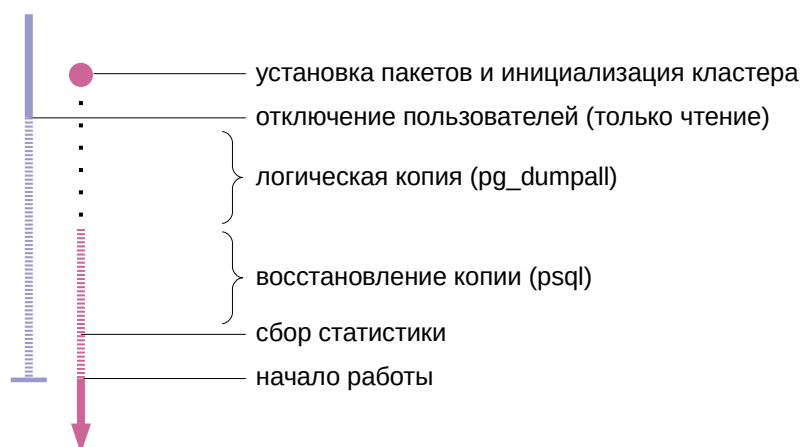 установка пакетов и инициализация кластера
отключение пользователей (только чтение)
логическая копия (pg_dumpall)
восстановление копии (psql)
сбор статистики
начало работы